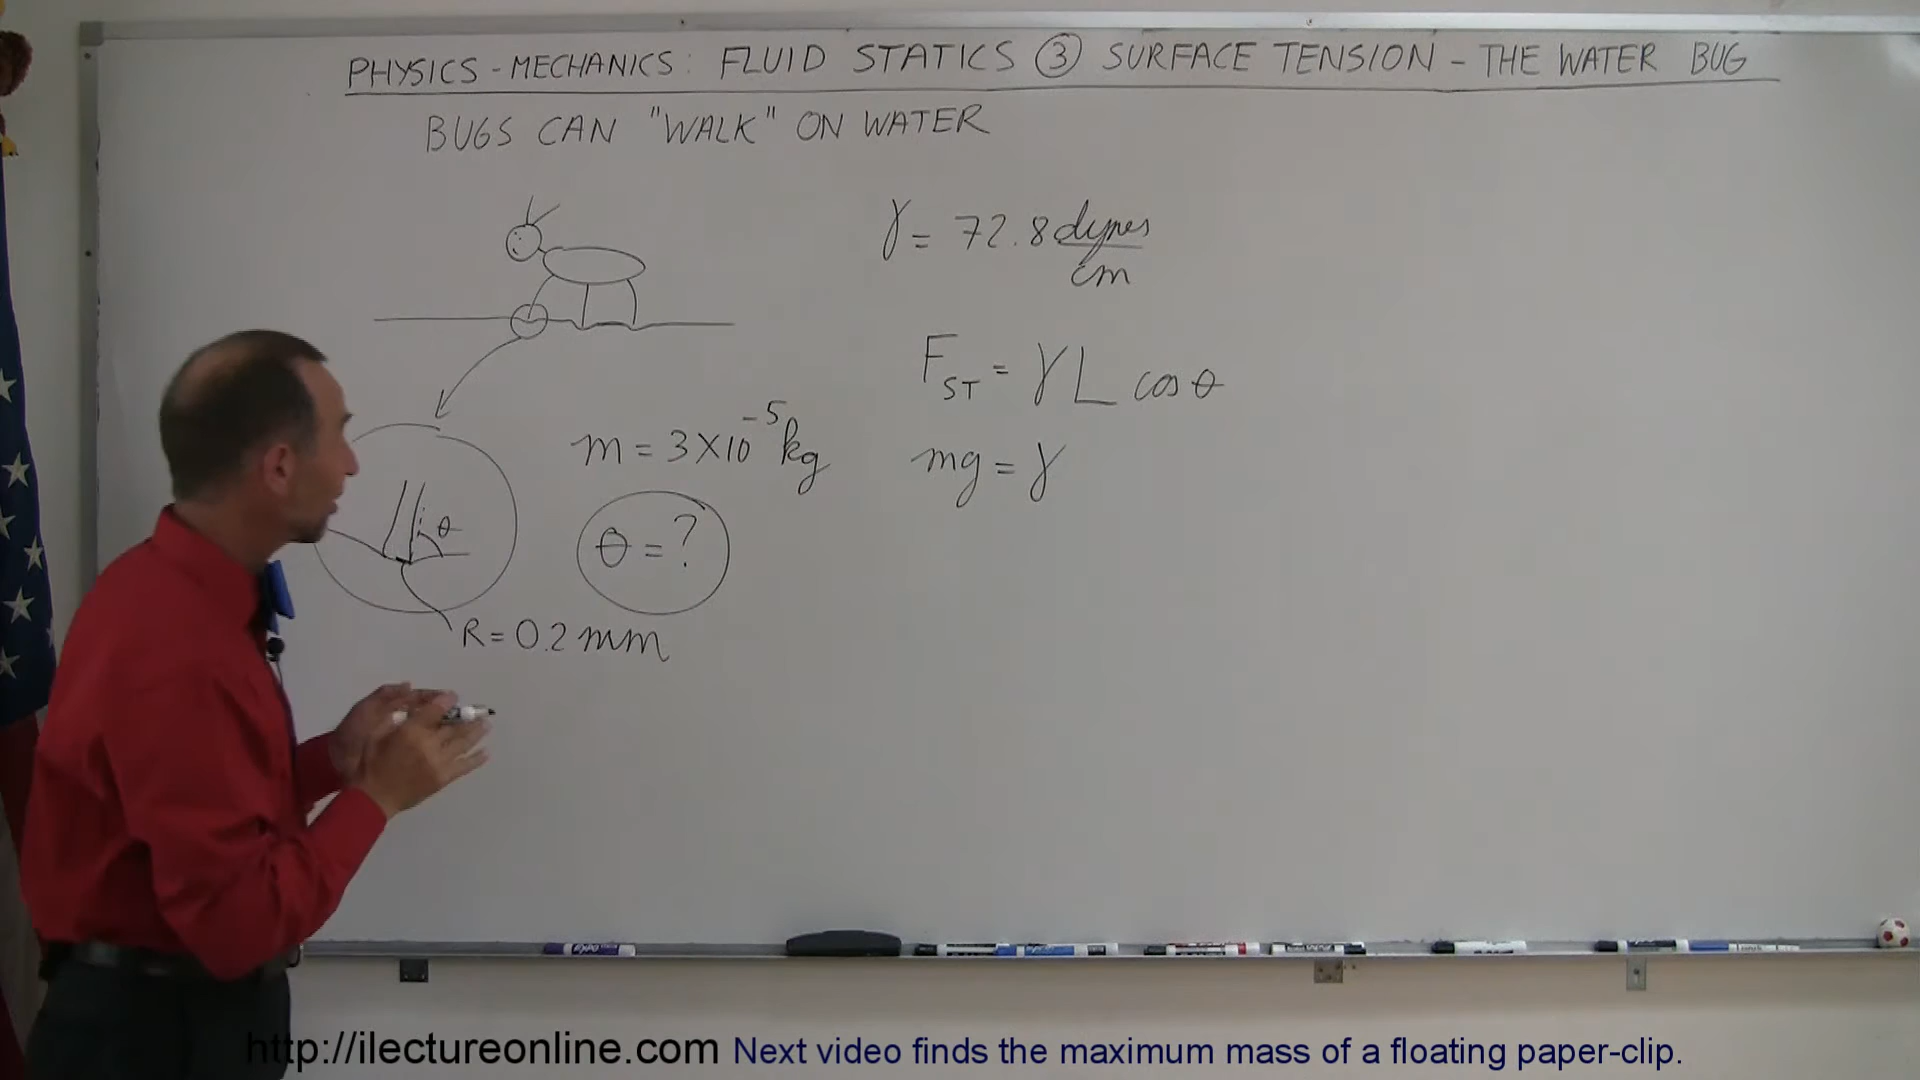 PHYSICS - MECHANICS: FLUID STATICS ③ SURFACE TENSION - THE WATER BUG
BUGS CAN "WALK" ON WATER
γ = 72.8 dynes/cm
F_ST = γ L cos θ
m = 3×10^-5 kg
mg = γ
θ
θ = ?
R = 0.2 mm
http://ilectureonline.com Next video finds the maximum mass of a floating paper-clip.